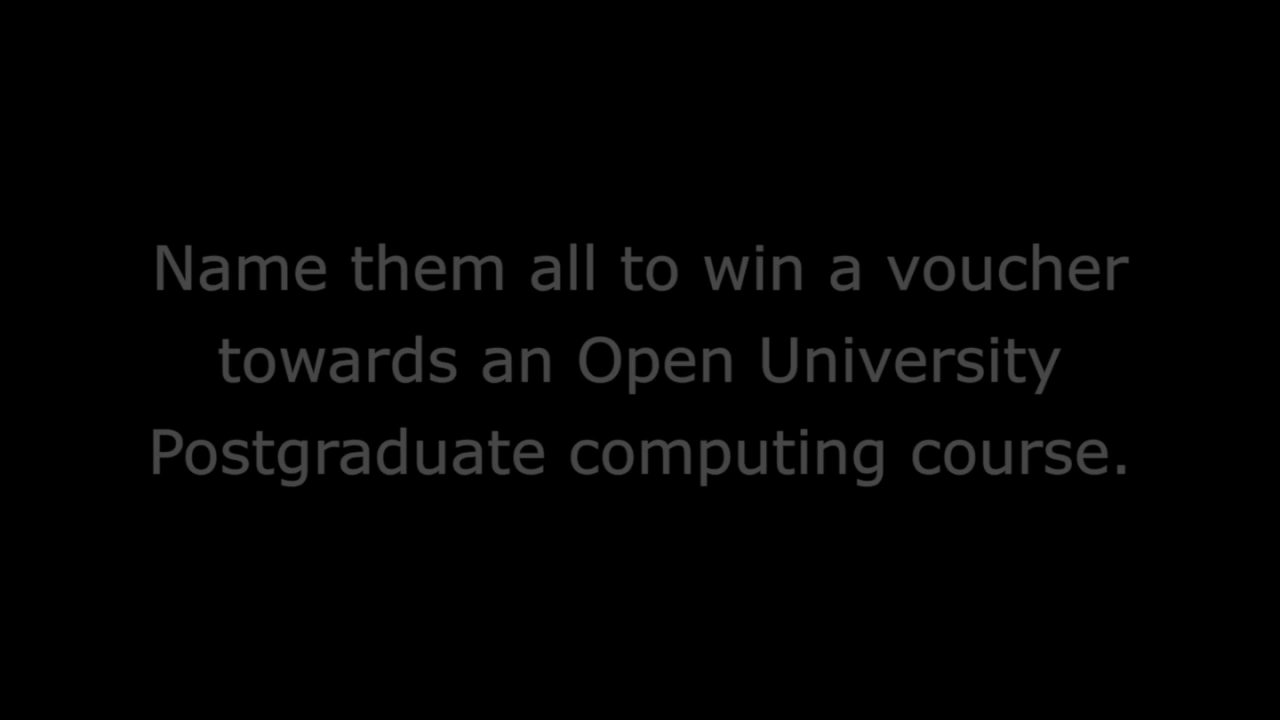 Name them all to win a voucher
towards an Open University
Postgraduate computing course.